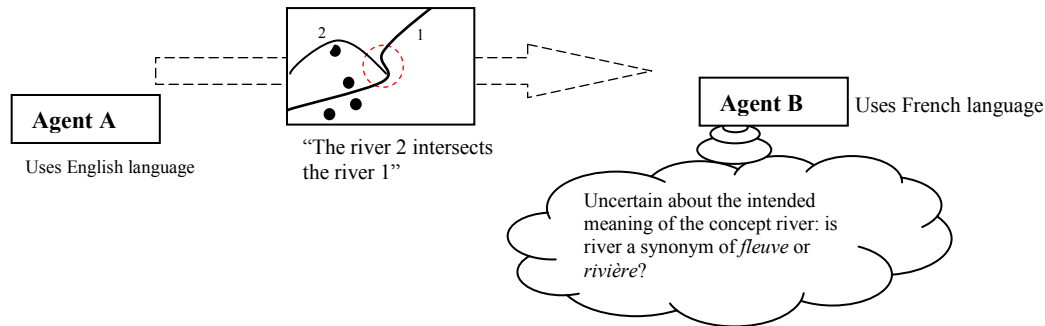 2
1
Agent A
Uses English language
“The river 2 intersects
the river 1”
Agent B
Uses French language
Uncertain about the intended
meaning of the concept river: is
river a synonym of fleuve or
rivière?